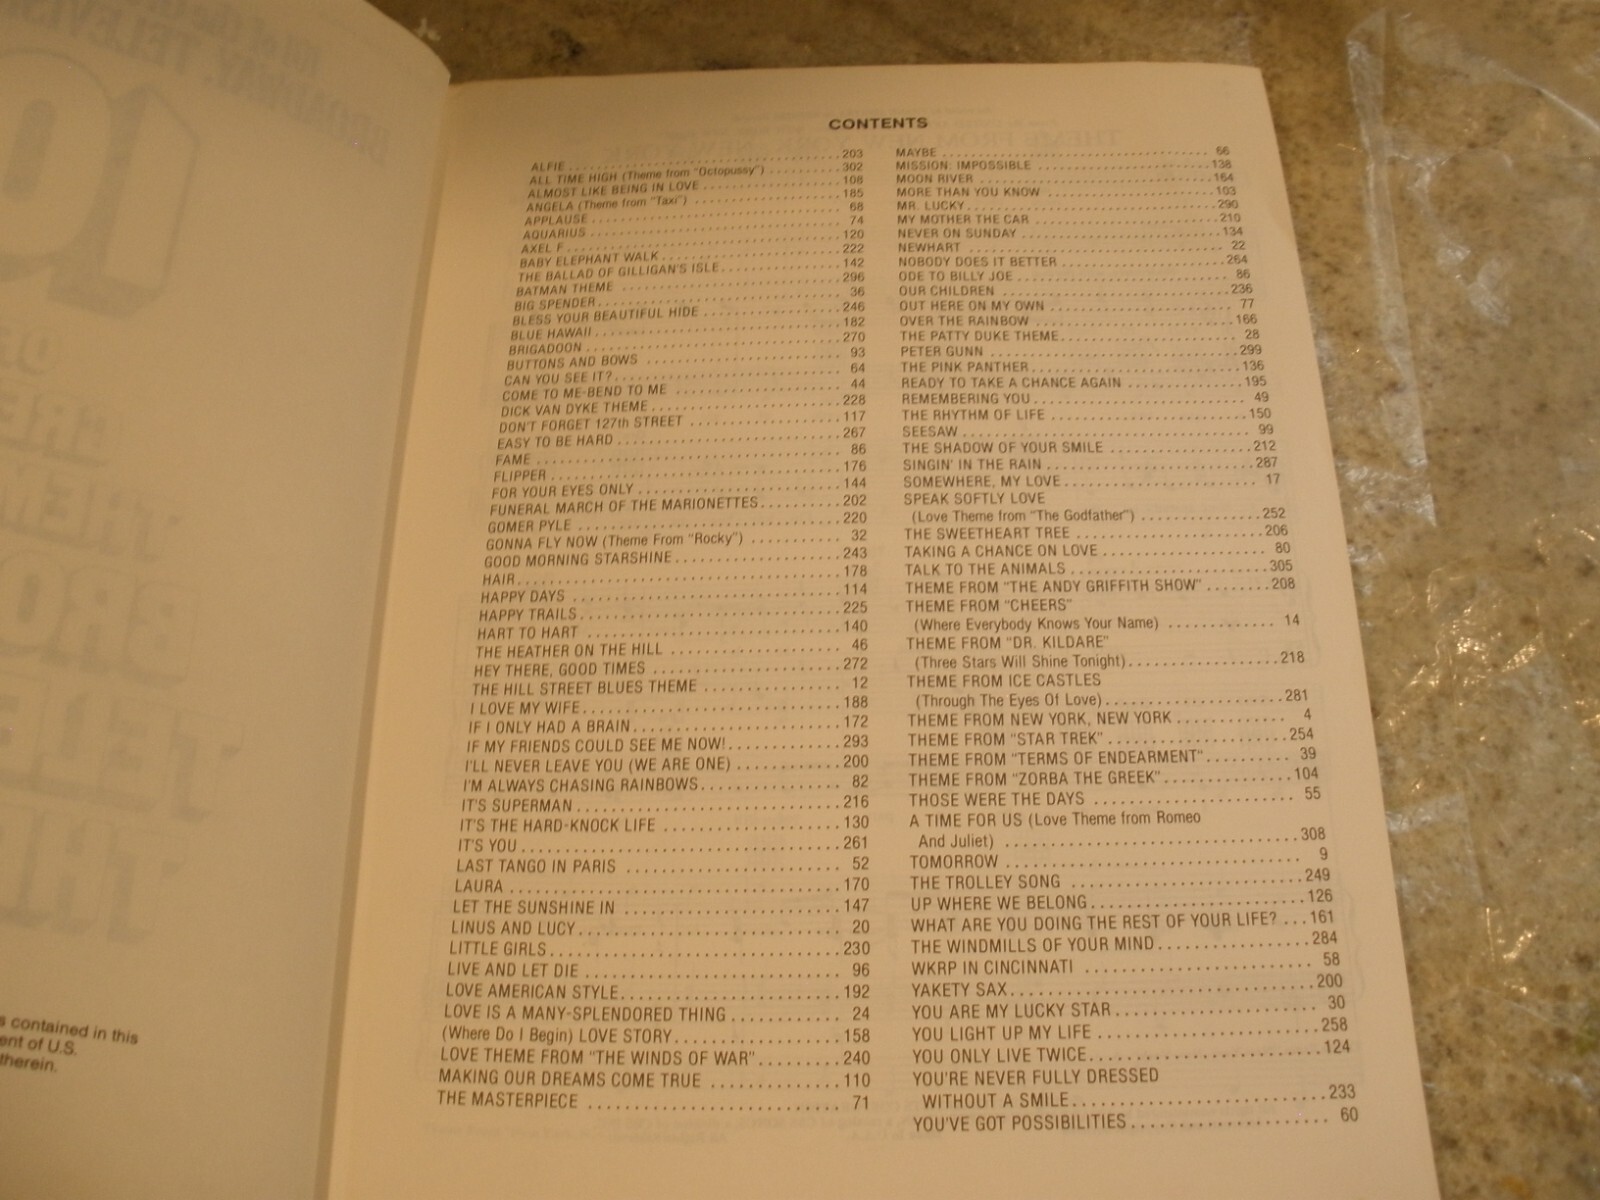 s contained in this
ent of U.S.
therein.
CONTENTS
ALFIE ........ 203
ALL TIME HIGH (Theme from "Octopussy") ........ 302
ALMOST LIKE BEING IN LOVE ........ 108
ANGELA (Theme from "Taxi") ........ 185
APPLAUSE ........ 68
AQUARIUS ........ 74
AXEL F ........ 120
BABY ELEPHANT WALK ........ 222
THE BALLAD OF GILLIGAN'S ISLE ........ 142
BATMAN THEME ........ 296
BIG SPENDER ........ 36
BLESS YOUR BEAUTIFUL HIDE ........ 246
BLUE HAWAII ........ 182
BRIGADOON ........ 270
BUTTONS AND BOWS ........ 93
CAN YOU SEE IT? ........ 64
COME TO ME-BEND TO ME ........ 44
DICK VAN DYKE THEME ........ 228
DON'T FORGET 127th STREET ........ 117
EASY TO BE HARD ........ 267
FAME ........ 86
FLIPPER ........ 176
FOR YOUR EYES ONLY ........ 144
FUNERAL MARCH OF THE MARIONETTES ........ 202
GOMER PYLE ........ 220
GONNA FLY NOW (Theme From "Rocky") ........ 32
GOOD MORNING STARSHINE ........ 243
HAIR ........ 178
HAPPY DAYS ........ 114
HAPPY TRAILS ........ 225
HART TO HART ........ 140
THE HEATHER ON THE HILL ........ 46
HEY THERE, GOOD TIMES ........ 272
THE HILL STREET BLUES THEME ........ 12
I LOVE MY WIFE ........ 188
IF I ONLY HAD A BRAIN ........ 172
IF MY FRIENDS COULD SEE ME NOW! ........ 293
I'LL NEVER LEAVE YOU (WE ARE ONE) ........ 200
I'M ALWAYS CHASING RAINBOWS ........ 82
IT'S SUPERMAN ........ 216
IT'S THE HARD-KNOCK LIFE ........ 130
IT'S YOU ........ 261
LAST TANGO IN PARIS ........ 52
LAURA ........ 170
LET THE SUNSHINE IN ........ 147
LINUS AND LUCY ........ 20
LITTLE GIRLS ........ 230
LIVE AND LET DIE ........ 96
LOVE AMERICAN STYLE ........ 192
LOVE IS A MANY-SPLENDORED THING ........ 24
(Where Do I Begin) LOVE STORY ........ 158
LOVE THEME FROM "THE WINDS OF WAR" ........ 240
MAKING OUR DREAMS COME TRUE ........ 110
THE MASTERPIECE ........ 71
MAYBE ........ 66
MISSION: IMPOSSIBLE ........ 138
MOON RIVER ........ 164
MORE THAN YOU KNOW ........ 103
MR. LUCKY ........ 290
MY MOTHER THE CAR ........ 210
NEVER ON SUNDAY ........ 134
NEWHART ........ 22
NOBODY DOES IT BETTER ........ 264
ODE TO BILLY JOE ........ 86
OUR CHILDREN ........ 236
OUT HERE ON MY OWN ........ 77
OVER THE RAINBOW ........ 166
THE PATTY DUKE THEME ........ 28
PETER GUNN ........ 299
THE PINK PANTHER ........ 136
READY TO TAKE A CHANCE AGAIN ........ 195
REMEMBERING YOU ........ 49
THE RHYTHM OF LIFE ........ 150
SEESAW ........ 99
THE SHADOW OF YOUR SMILE ........ 212
SINGIN' IN THE RAIN ........ 287
SOMEWHERE, MY LOVE ........ 17
SPEAK SOFTLY LOVE
(Love Theme from "The Godfather") ........ 252
THE SWEETHEART TREE ........ 206
TAKING A CHANCE ON LOVE ........ 80
TALK TO THE ANIMALS ........ 305
THEME FROM "THE ANDY GRIFFITH SHOW" ........ 208
THEME FROM "CHEERS"
(Where Everybody Knows Your Name) ........ 14
THEME FROM "DR. KILDARE"
(Three Stars Will Shine Tonight) ........ 218
THEME FROM ICE CASTLES
(Through The Eyes Of Love) ........ 281
THEME FROM NEW YORK, NEW YORK ........ 4
THEME FROM "STAR TREK" ........ 254
THEME FROM "TERMS OF ENDEARMENT" ........ 39
THEME FROM "ZORBA THE GREEK" ........ 104
THOSE WERE THE DAYS ........ 55
A TIME FOR US (Love Theme from Romeo
And Juliet) ........ 308
TOMORROW ........ 9
THE TROLLEY SONG ........ 249
UP WHERE WE BELONG ........ 126
WHAT ARE YOU DOING THE REST OF YOUR LIFE? ... 161
THE WINDMILLS OF YOUR MIND ........ 284
WKRP IN CINCINNATI ........ 58
YAKETY SAX ........ 200
YOU ARE MY LUCKY STAR ........ 30
YOU LIGHT UP MY LIFE ........ 258
YOU ONLY LIVE TWICE ........ 124
YOU'RE NEVER FULLY DRESSED
WITHOUT A SMILE ........ 233
YOU'VE GOT POSSIBILITIES ........ 60